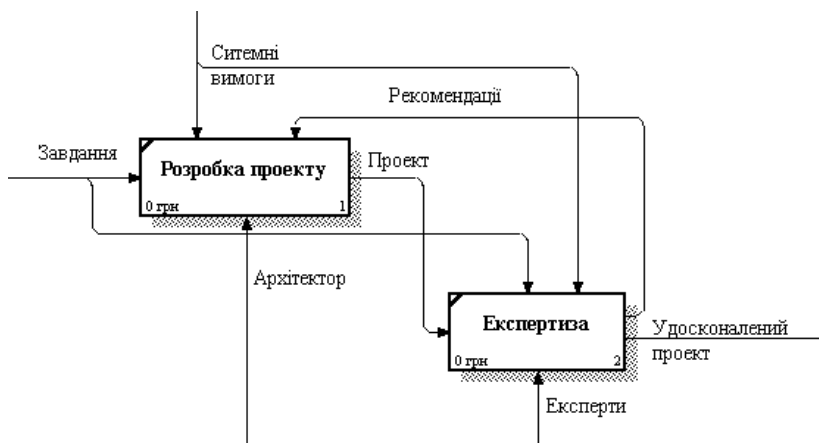 Ситемні
вимоги
Рекомендації
Завдання
Розробка проекту
Проект
0 грн
1
Архітектор
Експертиза
Удосконалений
проект
0 грн
2
Експерти